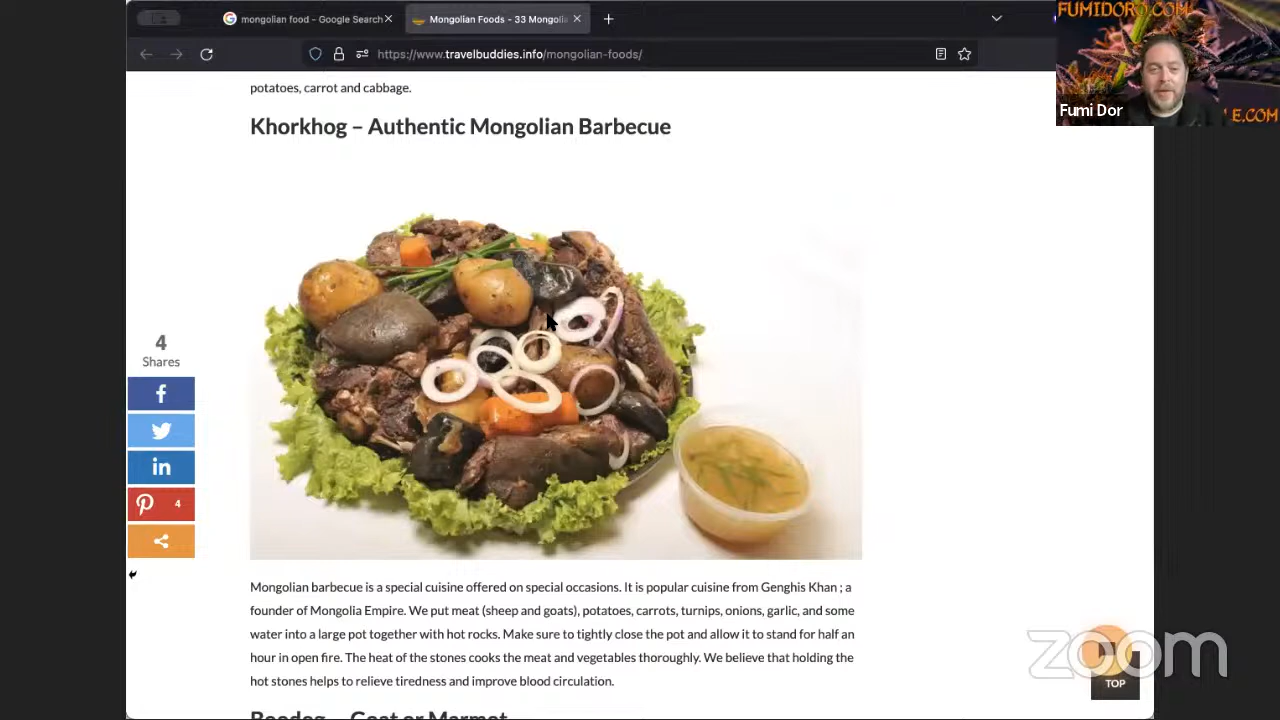 mongolian food - Google Search
Mongolian Foods - 33 Mongoli
https://www.travelbuddies.info/mongolian-foods/
FUMIDORO.COM
Fumi Dor
E.COM
potatoes, carrot and cabbage.
Khorkhog – Authentic Mongolian Barbecue
4
Shares
4
Mongolian barbecue is a special cuisine offered on special occasions. It is popular cuisine from Genghis Khan ; a
founder of Mongolia Empire. We put meat (sheep and goats), potatoes, carrots, turnips, onions, garlic, and some
water into a large pot together with hot rocks. Make sure to tightly close the pot and allow it to stand for half an
hour in open fire. The heat of the stones cooks the meat and vegetables thoroughly. We believe that holding the
hot stones helps to relieve tiredness and improve blood circulation.
zoom
TOP
Boodog – Goat or Marmot